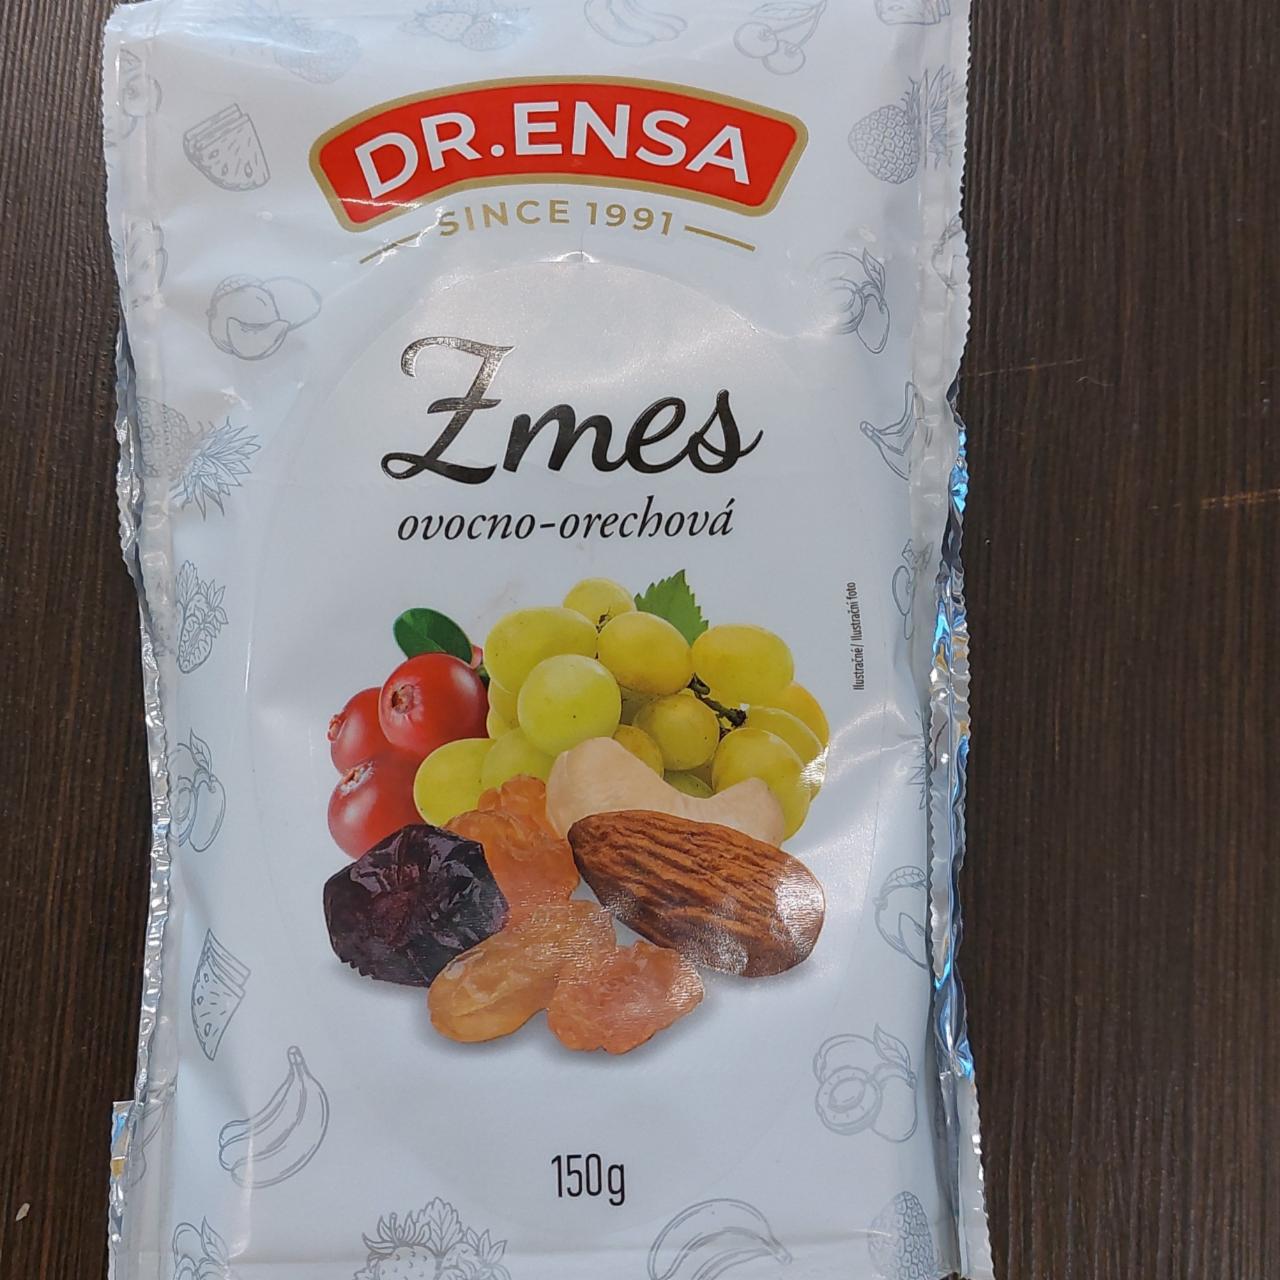 DR.ENSA
SINCE 1991
Zmes
ovocno-orechová
Ilustračné/ Ilustrační foto
150g